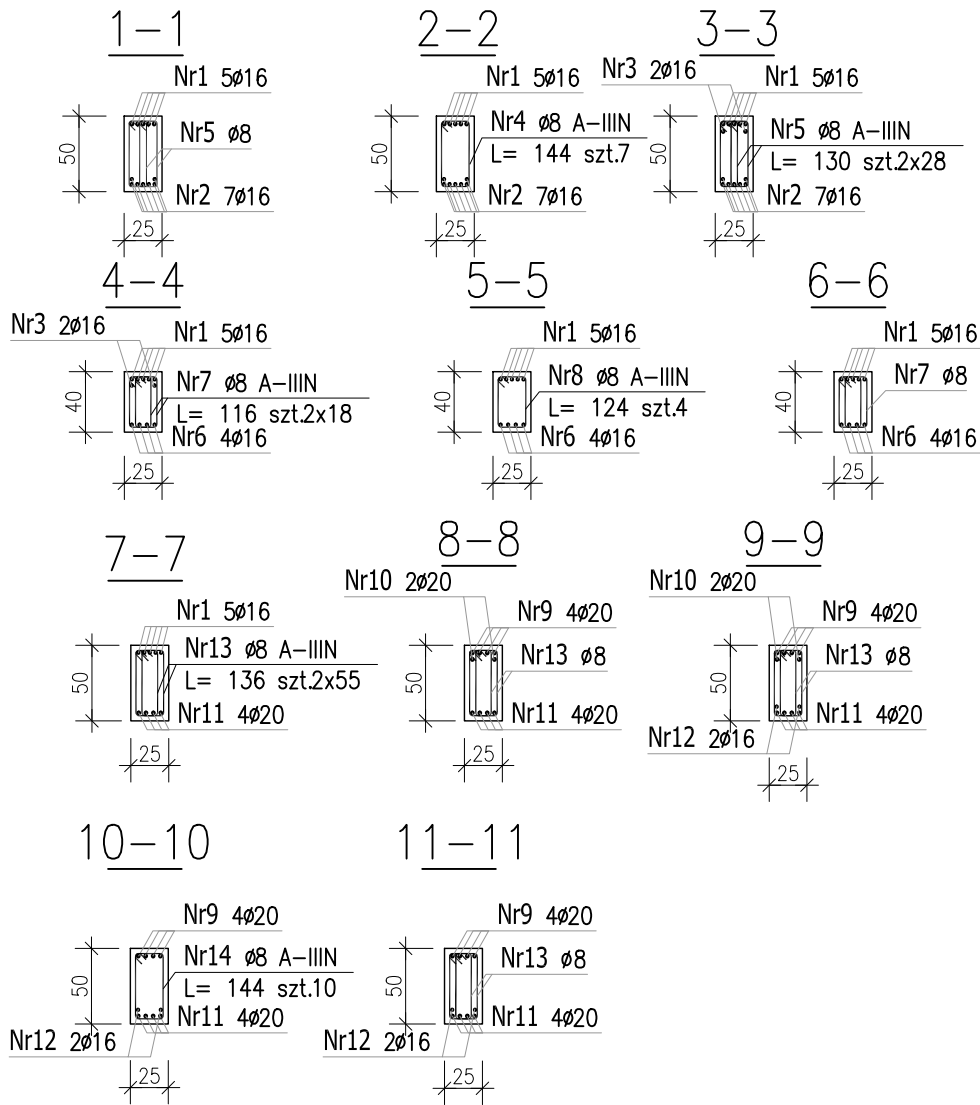 1-1
Nr1 5ø16
Nr5 ø8
50
Nr2 7ø16
25
2-2
Nr1 5ø16
Nr4 ø8 A-IIIN
L= 144 szt.7
50
Nr2 7ø16
25
3-3
Nr3 2ø16
Nr1 5ø16
Nr5 ø8 A-IIIN
L= 130 szt.2x28
50
Nr2 7ø16
25
4-4
Nr3 2ø16
Nr1 5ø16
Nr7 ø8 A-IIIN
L= 116 szt.2x18
40
Nr6 4ø16
25
5-5
Nr1 5ø16
Nr8 ø8 A-IIIN
L= 124 szt.4
40
Nr6 4ø16
25
6-6
Nr1 5ø16
Nr7 ø8
40
Nr6 4ø16
25
7-7
Nr1 5ø16
Nr13 ø8 A-IIIN
L= 136 szt.2x55
50
Nr11 4ø20
25
8-8
Nr10 2ø20
Nr9 4ø20
Nr13 ø8
50
Nr11 4ø20
25
9-9
Nr10 2ø20
Nr9 4ø20
Nr13 ø8
50
Nr11 4ø20
Nr12 2ø16
25
10-10
Nr9 4ø20
Nr14 ø8 A-IIIN
L= 144 szt.10
50
Nr11 4ø20
Nr12 2ø16
25
11-11
Nr9 4ø20
Nr13 ø8
50
Nr11 4ø20
Nr12 2ø16
25